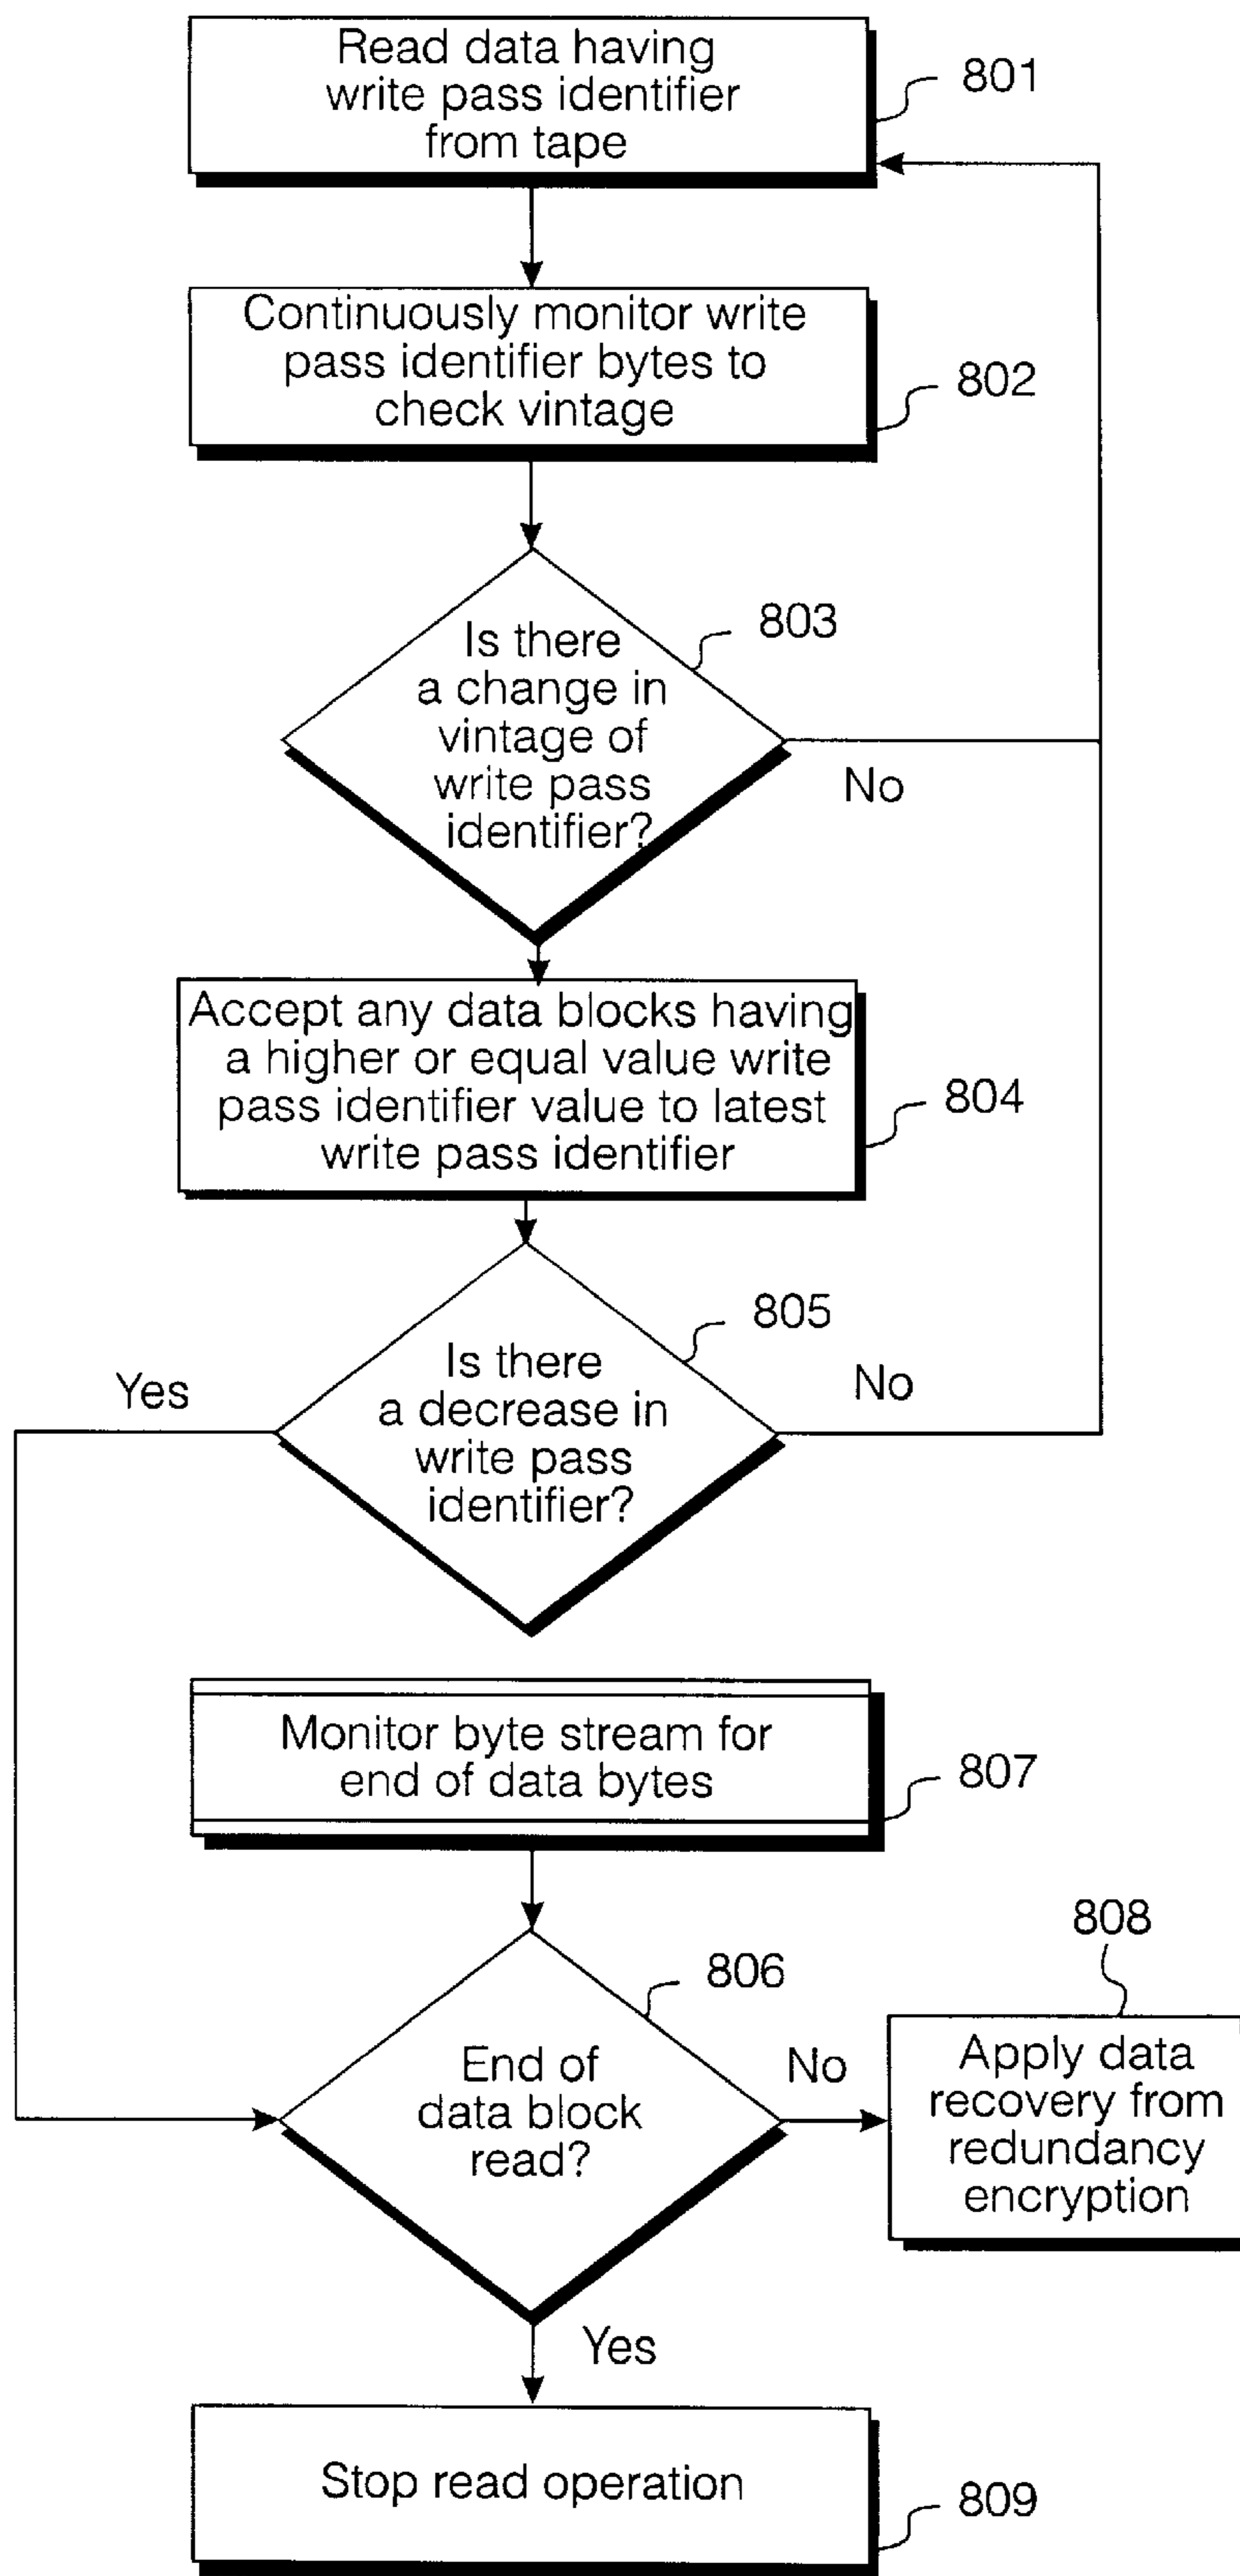 Read data having
write pass identifier
from tape
801
Continuously monitor write
pass identifier bytes to
check vintage
802
803
Is there
a change in
vintage of
write pass
identifier?
No
Accept any data blocks having
a higher or equal value write
pass identifier value to latest
write pass identifier
804
805
Is there
a decrease in
write pass
identifier?
Yes
No
Monitor byte stream for
end of data bytes
807
806
808
End of
data block
read?
No
Apply data
recovery from
redundancy
encryption
Yes
Stop read operation
809